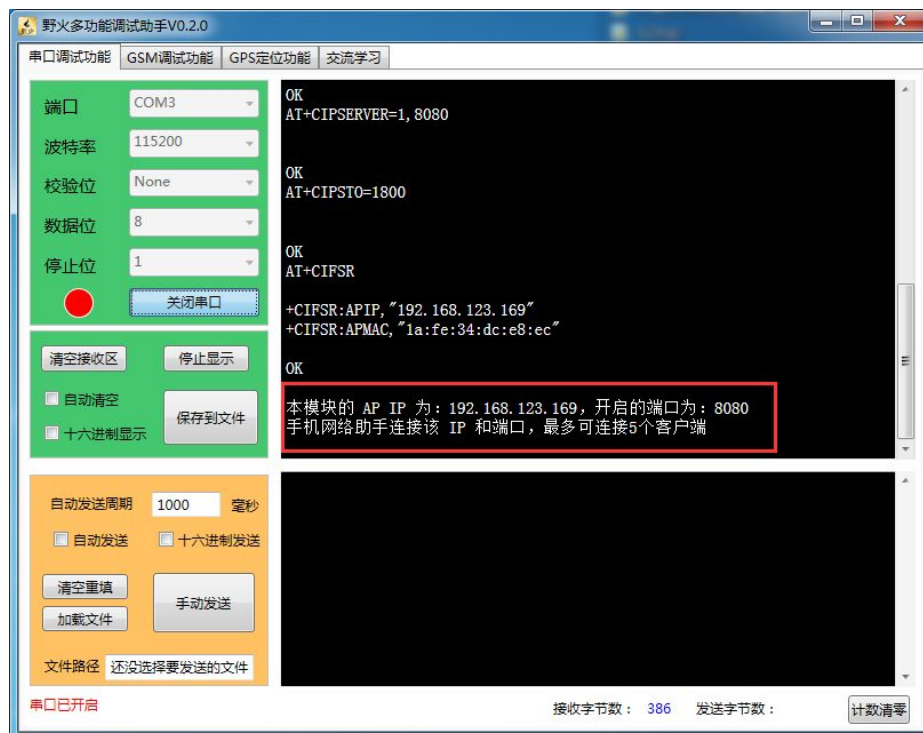 野火多功能调试助手V0.2.0
串口调试功能 GSM调试功能 GPS定位功能 交流学习
端口 COM3
波特率 115200
校验位 None
数据位 8
停止位 1
关闭串口
清空接收区 停止显示
自动清空
十六进制显示
保存到文件
OK
AT+CIPSERVER=1,8080
OK
AT+CIPSTO=1800
OK
AT+CIFSR
+CIFSR:APIP,"192.168.123.169"
+CIFSR:APMAC,"1a:fe:34:dc:e8:ec"
OK
本模块的 AP IP 为：192.168.123.169，开启的端口为：8080
手机网络助手连接该 IP 和端口，最多可连接5个客户端
自动发送周期 1000 毫秒
自动发送 十六进制发送
清空重填
手动发送
加载文件
文件路径 还没选择要发送的文件
串口已开启
接收字节数： 386 发送字节数： 计数清零